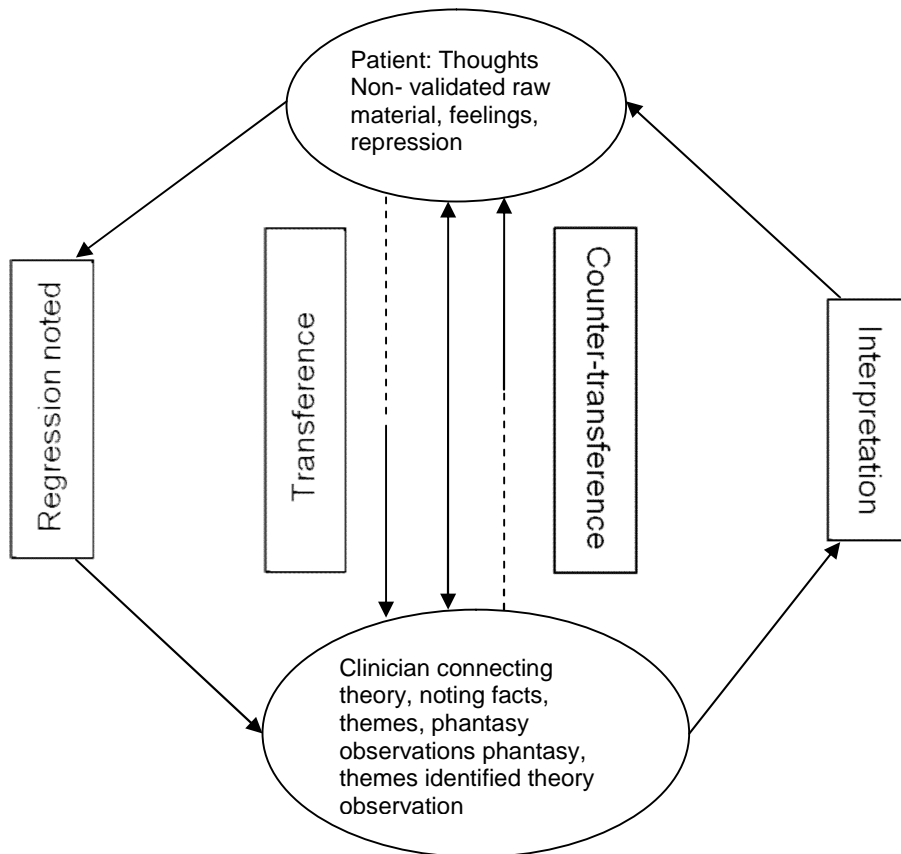 Patient: Thoughts
Non- validated raw
material, feelings,
repression
Regression noted
Transference
Counter-transference
Interpretation
Clinician connecting
theory, noting facts,
themes, phantasy
observations phantasy,
themes identified theory
observation